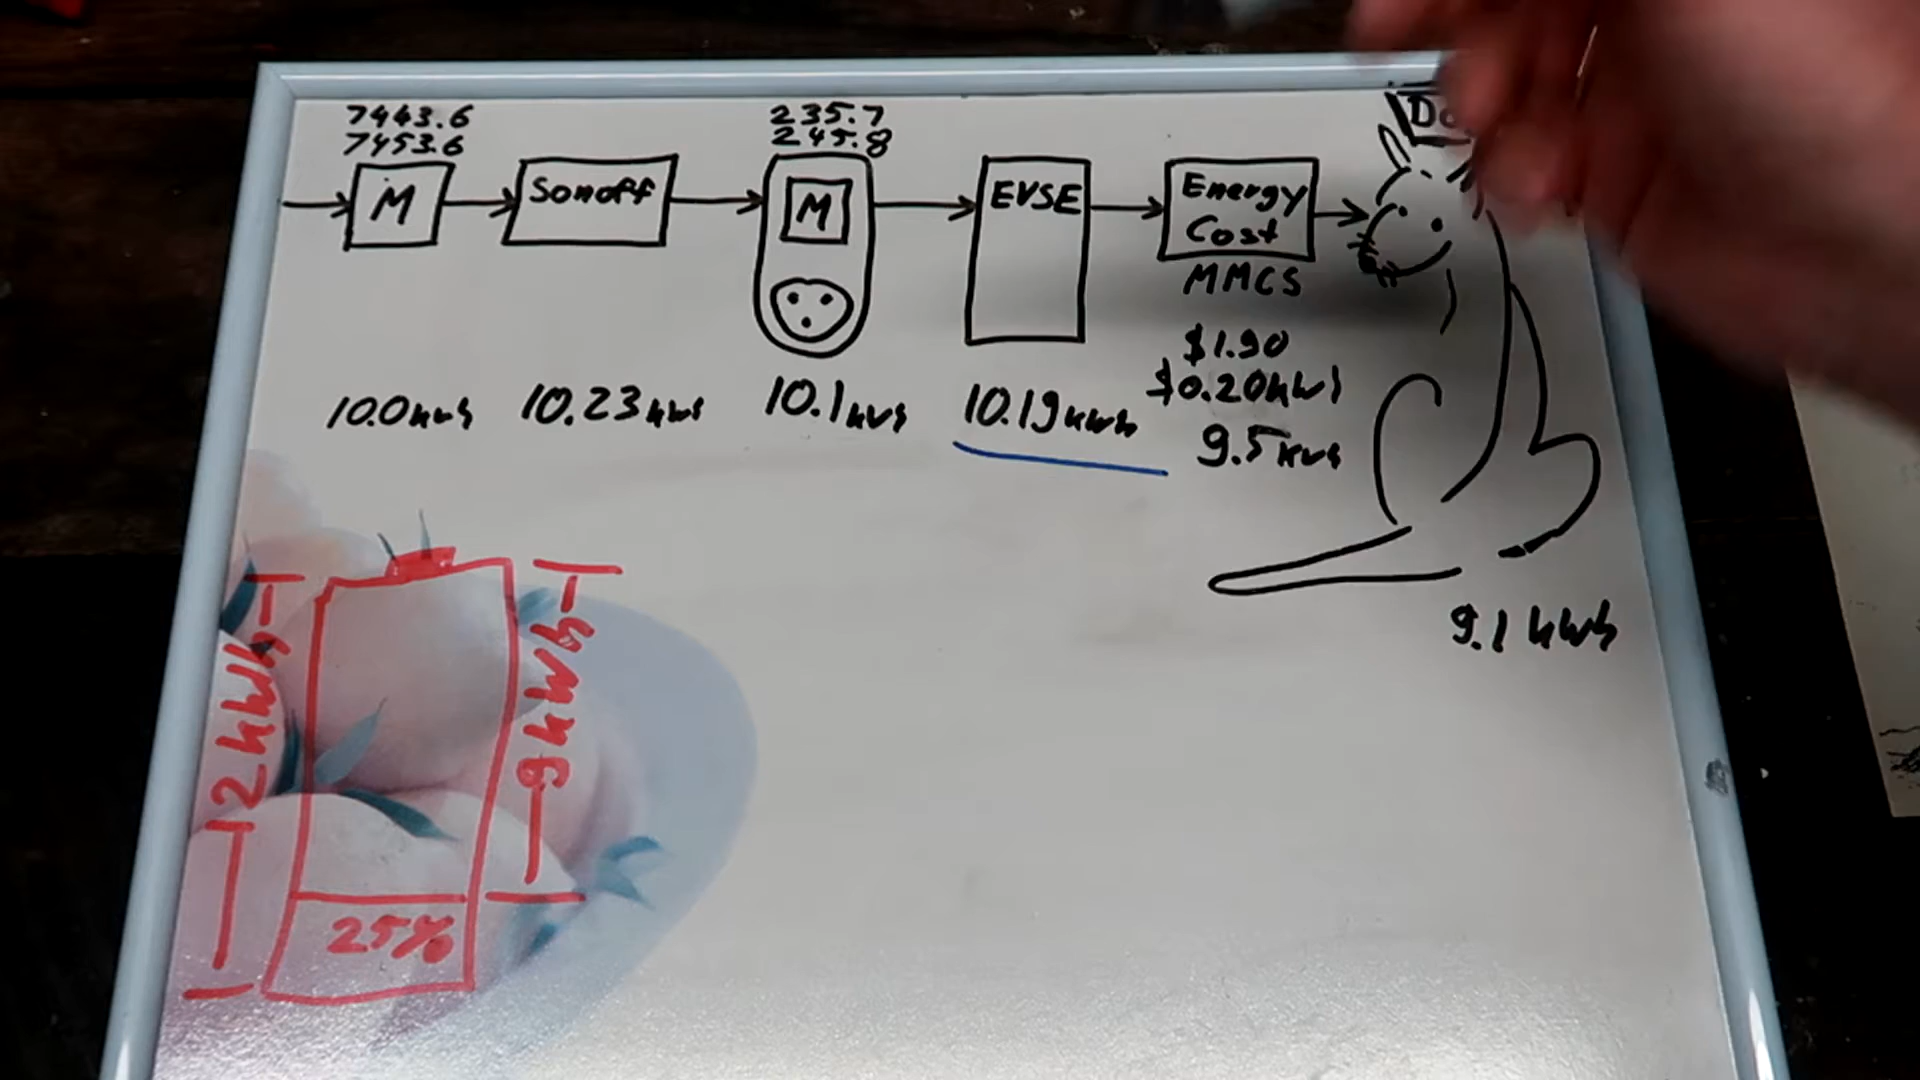 7443.6
7453.6
M
Sonoff
235.7
245.8
M
EVSE
Energy
Cost
MMCS
$1.90
$0.20kWh
10.0kWh
10.23kWh
10.1kWh
10.19kWh
9.5kWh
9.1kWh
12kWh
9kWh
25%